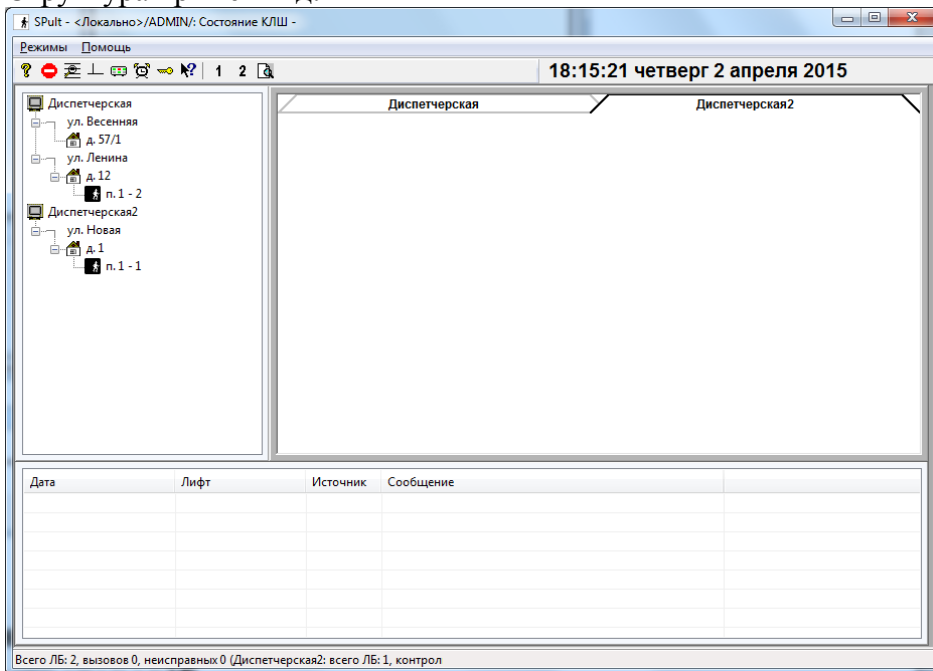 SPult - <Локально>/ADMIN/: Состояние КЛШ -
Режимы Помощь
1 2 18:15:21 четверг 2 апреля 2015
Диспетчерская
ул. Весенняя
д. 57/1
ул. Ленина
д. 12
п. 1 - 2
Диспетчерская2
ул. Новая
д. 1
п. 1 - 1
Диспетчерская Диспетчерская2
Дата Лифт Источник Сообщение
Всего ЛБ: 2, вызовов 0, неисправных 0 (Диспетчерская2: всего ЛБ: 1, контрол